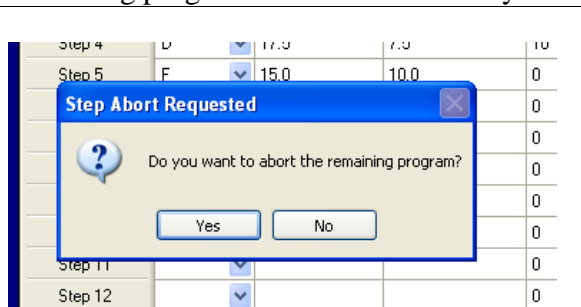 Step 4 D 17.5 7.5 10
Step 5 F 15.0 10.0 0
Step Abort Requested
0
0
Do you want to abort the remaining program?
0
0
Yes No
0
Step 11 0
Step 12 0